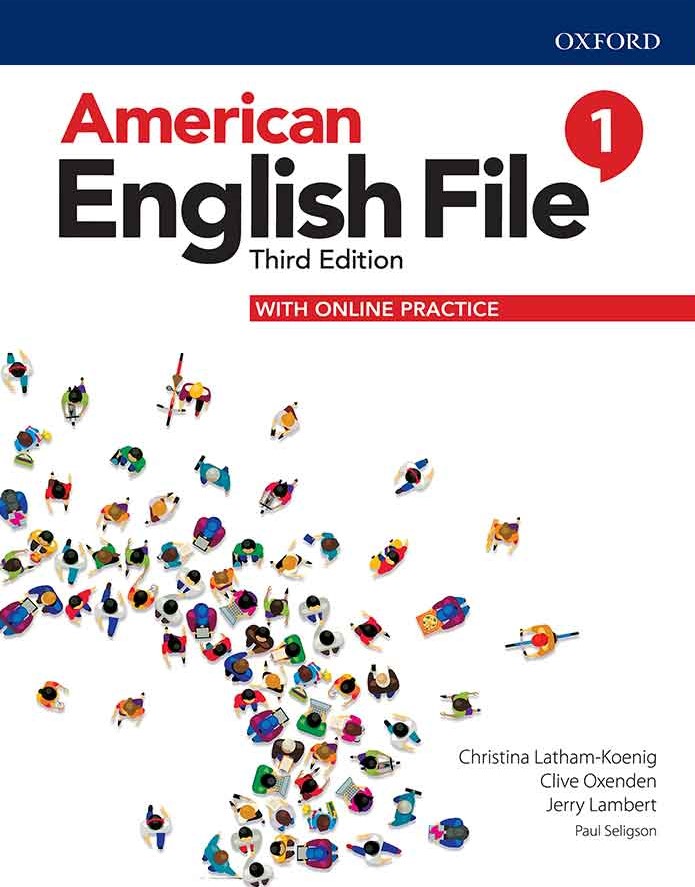 OXFORD
American
English File
1
Third Edition
WITH ONLINE PRACTICE
Christina Latham-Koenig
Clive Oxenden
Jerry Lambert
Paul Seligson